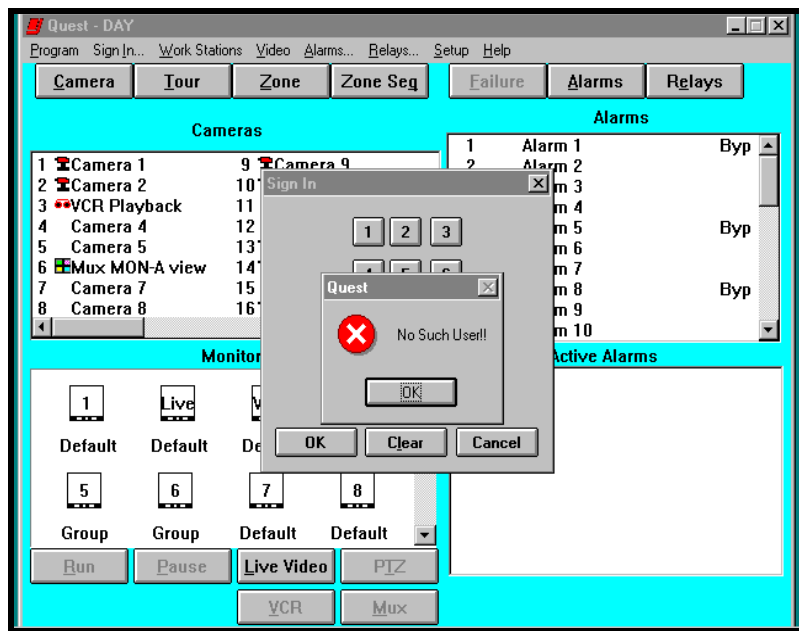 Quest - DAY
Program Sign In... Work Stations Video Alarms... Relays... Setup Help
Camera Tour Zone Zone Seq Failure Alarms Relays
Cameras
1 Camera 1 9 Camera 9
2 Camera 2 10
3 VCR Playback 11
4 Camera 4 12
5 Camera 5 13
6 Mux MON-A view 14
7 Camera 7 15
8 Camera 8 16
Alarms
1 Alarm 1 Byp
2 Alarm 2
m 3
m 4
m 5 Byp
m 6
m 7
m 8 Byp
m 9
m 10
Sign In
1 2 3
Quest
No Such User!!
OK
OK Clear Cancel
Monitor
1 Live
Default Default De
5 6 7 8
Group Group Default Default
Active Alarms
Run Pause Live Video PTZ
VCR Mux